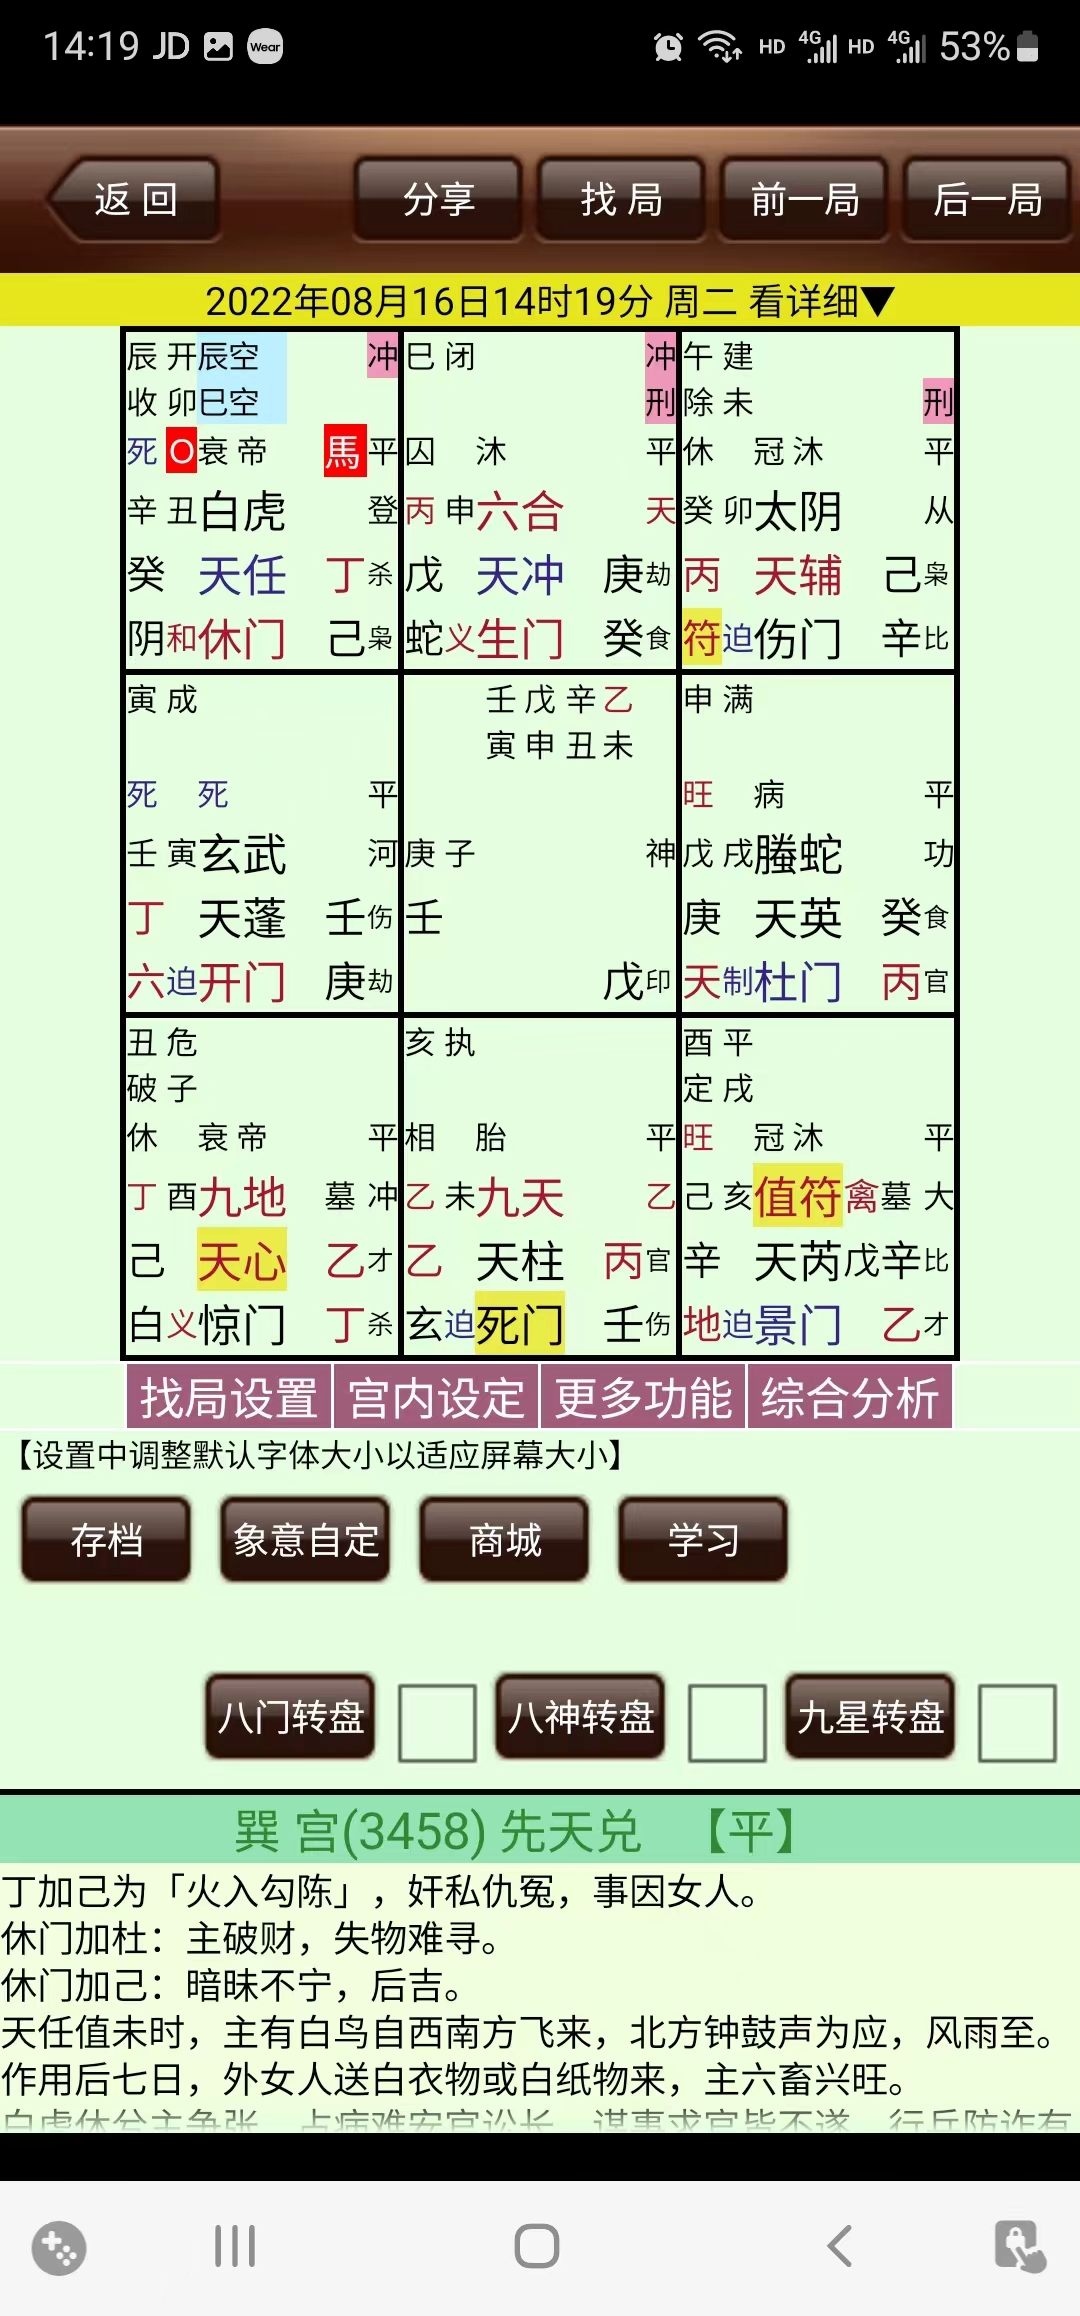 14:19 JD Wear HD 4G HD 4G 53%
返 回 分享 找 局 前一局 后一局
2022年08月16日14时19分 周二 看详细▼
辰 开辰空 冲 巳 闭 冲 午 建
收 卯巳空 刑 除 未 刑
死 O 衰 帝 馬 平 囚 沐 平 休 冠 沐 平
辛 丑 白虎 登 丙 申 六合 天 癸 卯 太阴 从
癸 天任 丁 杀 戊 天冲 庚 劫 丙 天辅 己 枭
阴 和 休门 己 枭 蛇 义 生门 癸 食 符 迫 伤门 辛 比
寅 成 壬 戊 辛 乙 申 满
寅 申 丑 未
死 死 平 旺 病 平
壬 寅 玄武 河 庚 子 神 戊 戌 螣蛇 功
丁 天蓬 壬 伤 壬 庚 天英 癸 食
六 迫 开门 庚 劫 戊 印 天 制 杜门 丙 官
丑 危 亥 执 酉 平
破 子 定 戌
休 衰 帝 平 相 胎 平 旺 冠 沐 平
丁 酉 九地 墓 冲 乙 未 九天 乙 己 亥 值符 禽 墓 大
己 天心 乙 才 乙 天柱 丙 官 辛 天芮 戊 辛 比
白 义 惊门 丁 杀 玄 迫 死门 壬 伤 地 迫 景门 乙 才
找局设置 宫内设定 更多功能 综合分析
【设置中调整默认字体大小以适应屏幕大小】
存档 象意自定 商城 学习
八门转盘 八神转盘 九星转盘
巽 宫(3458) 先天兑 【平】
丁加己为「火入勾陈」，奸私仇冤，事因女人。
休门加杜：主破财，失物难寻。
休门加己：暗昧不宁，后吉。
天任值未时，主有白鸟自西南方飞来，北方钟鼓声为应，风雨至。
作用后七日，外女人送白衣物或白纸物来，主六畜兴旺。